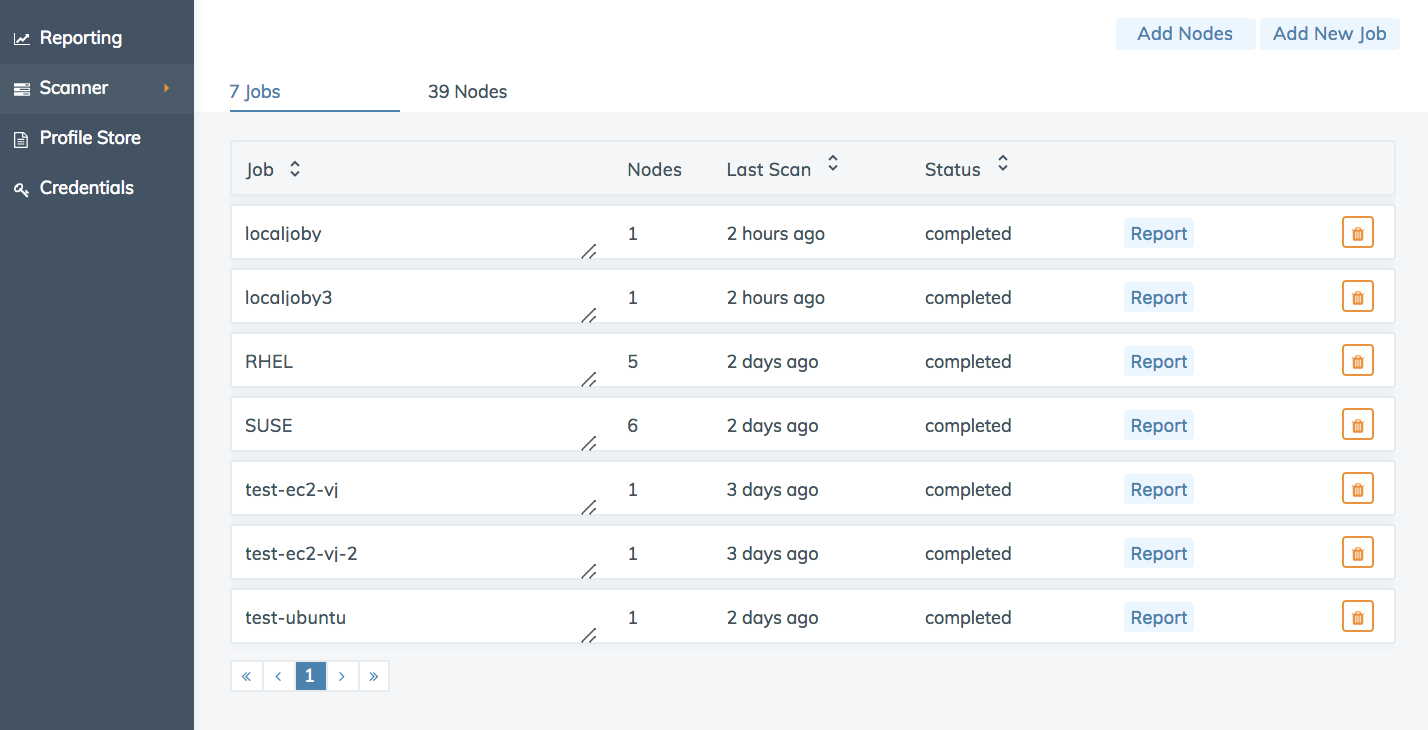 Reporting
Scanner
Profile Store
Credentials
Add Nodes Add New Job
7 Jobs 39 Nodes
Job Nodes Last Scan Status
localjoby 1 2 hours ago completed Report
localjoby3 1 2 hours ago completed Report
RHEL 5 2 days ago completed Report
SUSE 6 2 days ago completed Report
test-ec2-vj 1 3 days ago completed Report
test-ec2-vj-2 1 3 days ago completed Report
test-ubuntu 1 2 days ago completed Report
« ‹ 1 › »